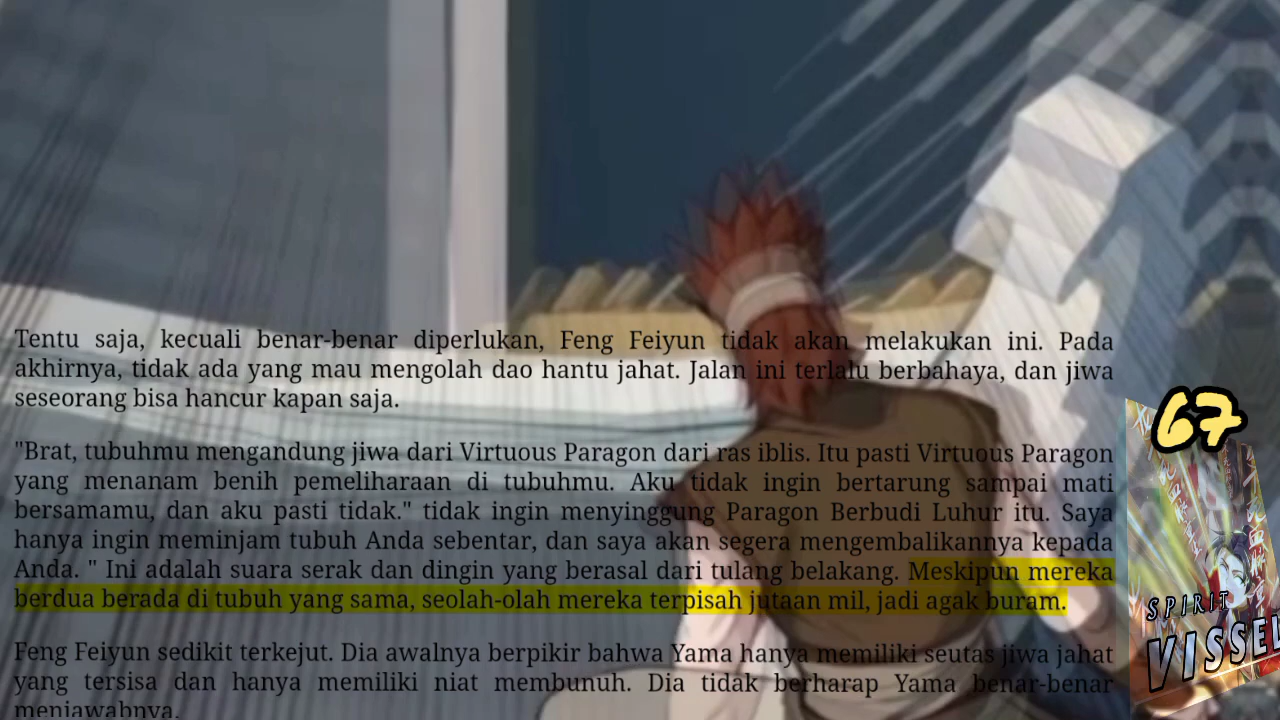 Tentu saja, kecuali benar-benar diperlukan, Feng Feiyun tidak akan melakukan ini. Pada
akhirnya, tidak ada yang mau mengolah dao hantu jahat. Jalan ini terlalu berbahaya, dan jiwa
seseorang bisa hancur kapan saja.
"Brat, tubuhmu mengandung jiwa dari Virtuous Paragon dari ras iblis. Itu pasti Virtuous Paragon
yang menanam benih pemeliharaan di tubuhmu. Aku tidak ingin bertarung sampai mati
bersamamu, dan aku pasti tidak." tidak ingin menyinggung Paragon Berbudi Luhur itu. Saya
hanya ingin meminjam tubuh Anda sebentar, dan saya akan segera mengembalikannya kepada
Anda. " Ini adalah suara serak dan dingin yang berasal dari tulang belakang. Meskipun mereka
berdua berada di tubuh yang sama, seolah-olah mereka terpisah jutaan mil, jadi agak buram.
Feng Feiyun sedikit terkejut. Dia awalnya berpikir bahwa Yama hanya memiliki seutas jiwa jahat
yang tersisa dan hanya memiliki niat membunuh. Dia tidak berharap Yama benar-benar
menjawabnya.
67
SPIRIT
VISSEL